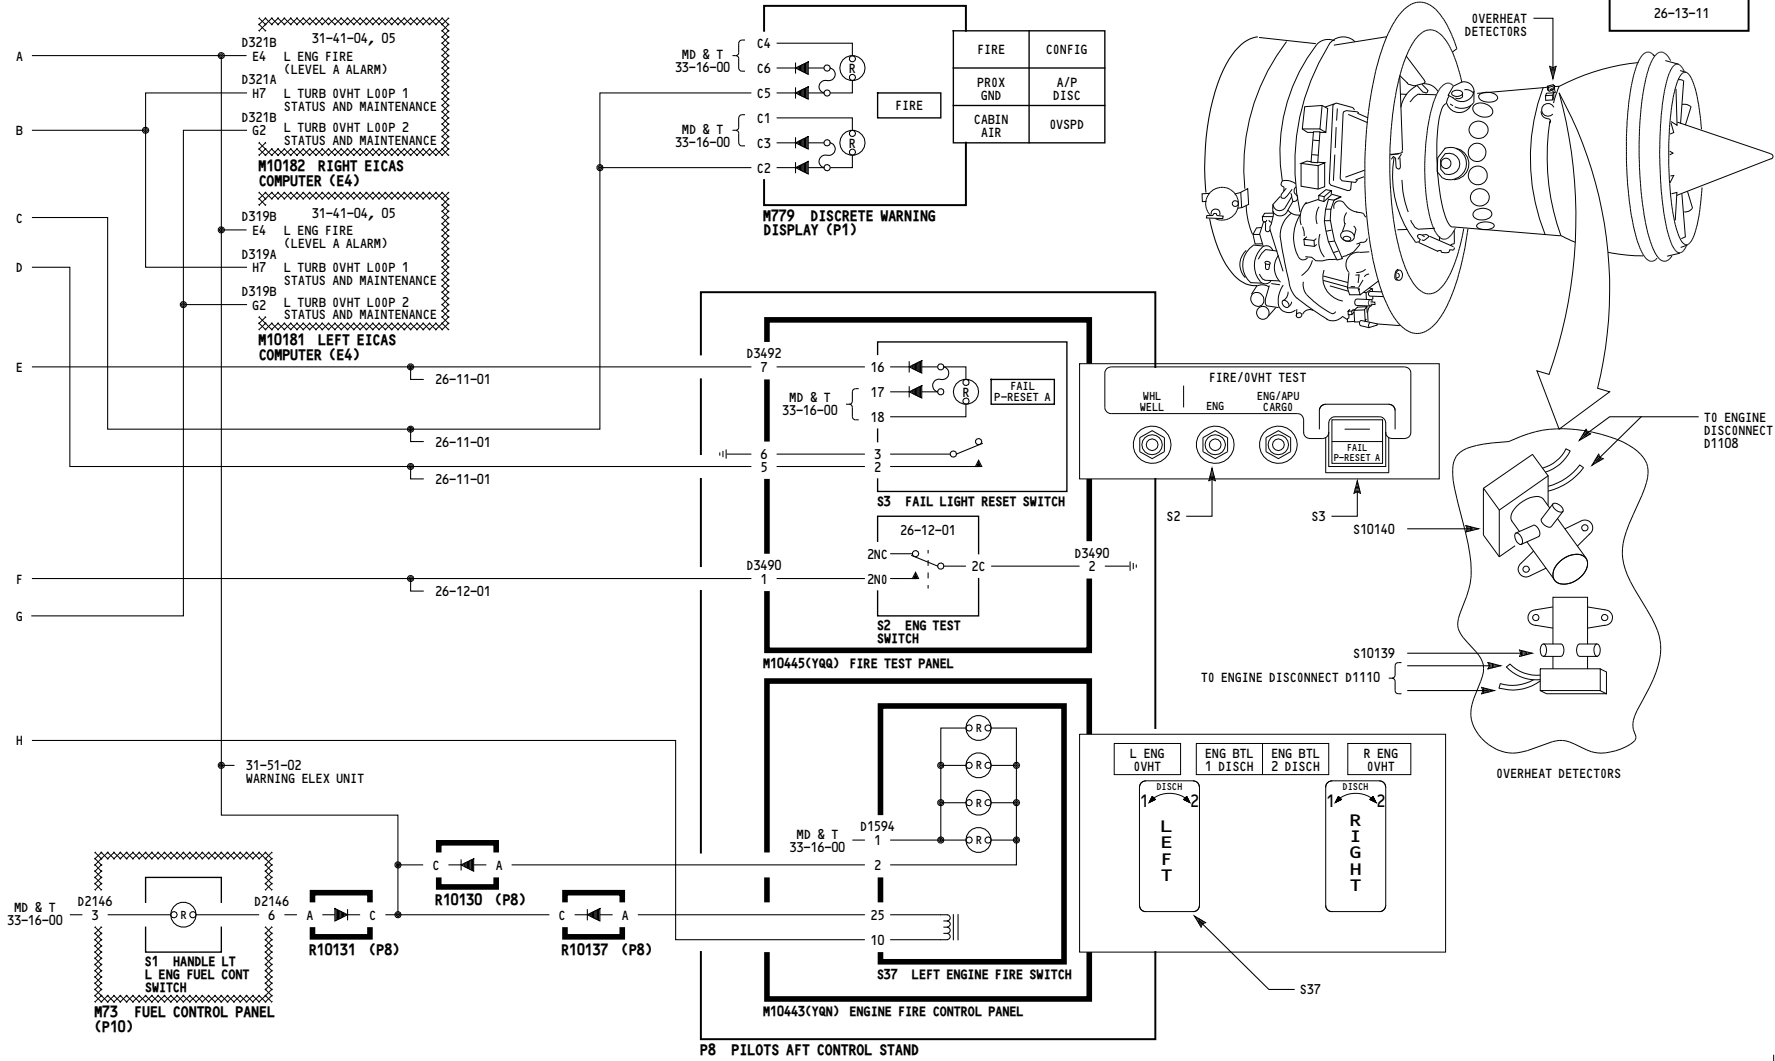 26-13-11
OVERHEAT
DETECTORS
A
B
C
D
E
F
G
H
D321B
E4
31-41-04, 05
L ENG FIRE
(LEVEL A ALARM)
D321A
H7
L TURB OVHT LOOP 1
STATUS AND MAINTENANCE
D321B
G2
L TURB OVHT LOOP 2
STATUS AND MAINTENANCE
M10182 RIGHT EICAS
COMPUTER (E4)
D319B
E4
31-41-04, 05
L ENG FIRE
(LEVEL A ALARM)
D319A
H7
L TURB OVHT LOOP 1
STATUS AND MAINTENANCE
D319B
G2
L TURB OVHT LOOP 2
STATUS AND MAINTENANCE
M10181 LEFT EICAS
COMPUTER (E4)
MD & T
33-16-00
C4
C6
C5
R
MD & T
33-16-00
C1
C3
C2
R
FIRE
M779 DISCRETE WARNING
DISPLAY (P1)
FIRE CONFIG
PROX
GND
A/P
DISC
CABIN
AIR
OVSPD
26-11-01
26-11-01
26-11-01
26-12-01
D3492
7
MD & T
33-16-00
16
17
18
R
FAIL
P-RESET A
6
5
3
2
S3 FAIL LIGHT RESET SWITCH
26-12-01
D3490
1
2NC
2NO
2C
D3490
2
S2 ENG TEST
SWITCH
M10445(YQQ) FIRE TEST PANEL
FIRE/OVHT TEST
WHL
WELL
ENG
ENG/APU
CARGO
FAIL
P-RESET A
S2
S3
TO ENGINE
DISCONNECT
D1108
S10140
S10139
TO ENGINE DISCONNECT D1110
OVERHEAT DETECTORS
31-51-02
WARNING ELEX UNIT
MD & T
33-16-00
D2146
3
R
D2146
6
S1 HANDLE LT
L ENG FUEL CONT
SWITCH
M73 FUEL CONTROL PANEL
(P10)
A C
R10131 (P8)
C A
R10130 (P8)
C A
R10137 (P8)
R
R
R
R
MD & T
33-16-00
D1594
1
2
25
10
S37 LEFT ENGINE FIRE SWITCH
M10443(YQN) ENGINE FIRE CONTROL PANEL
P8 PILOTS AFT CONTROL STAND
L ENG
OVHT
ENG BTL
1 DISCH
ENG BTL
2 DISCH
R ENG
OVHT
DISCH
1 2
LEFT
DISCH
1 2
RIGHT
S37